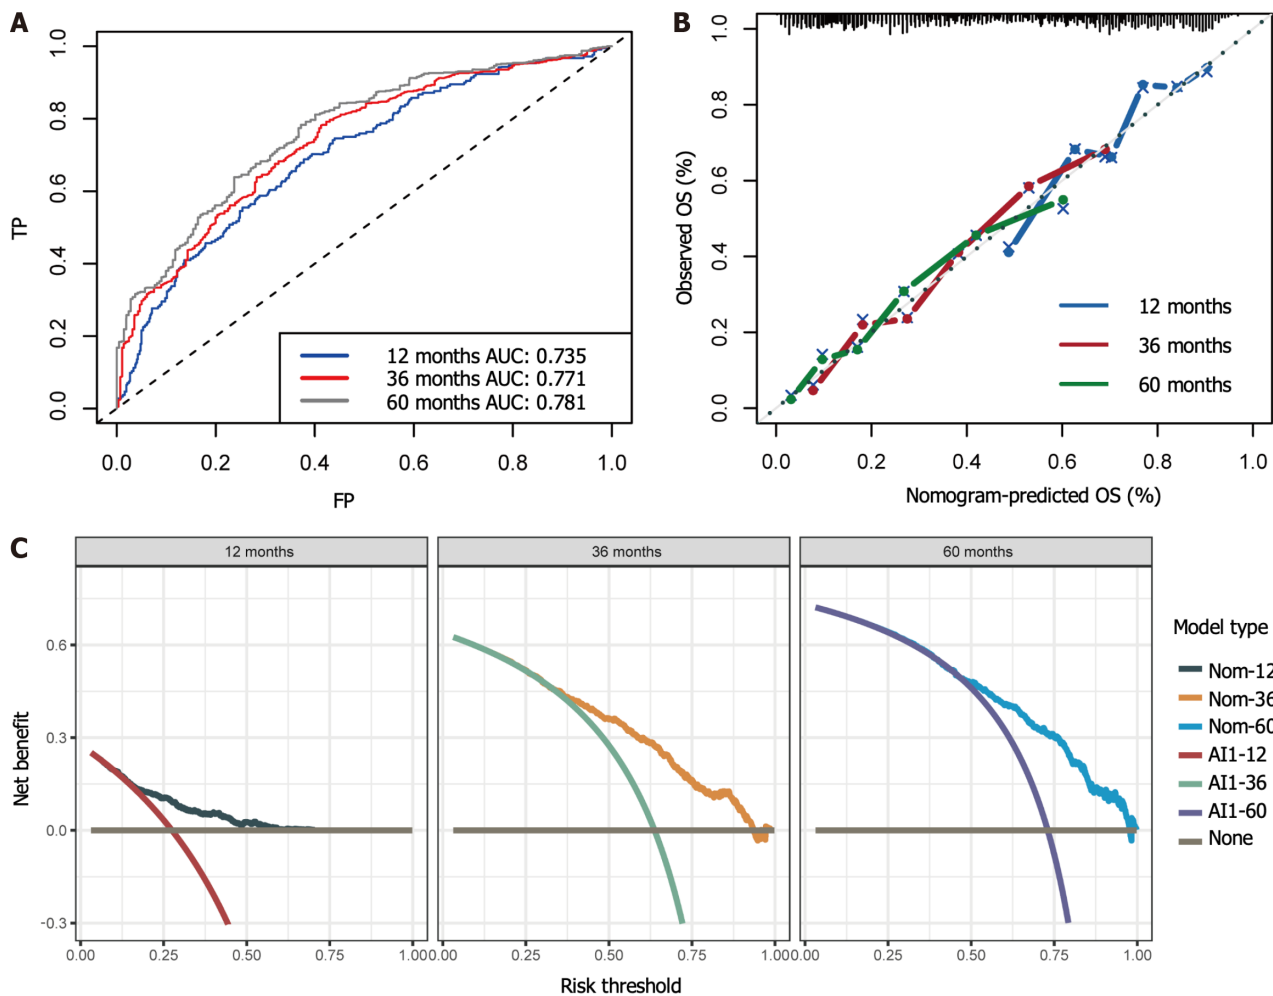 A
TP
0.0
0.2
0.4
0.6
0.8
1.0
12 months AUC: 0.735
36 months AUC: 0.771
60 months AUC: 0.781
0.0 0.2 0.4 0.6 0.8 1.0
FP
B
Observed OS (%)
0.0
0.2
0.4
0.6
0.8
1.0
12 months
36 months
60 months
0.0 0.2 0.4 0.6 0.8 1.0
Nomogram-predicted OS (%)
C
12 months 36 months 60 months
Net benefit
0.6
0.3
0.0
-0.3
0.00 0.25 0.50 0.75 1.00
0.00 0.25 0.50 0.75 1.00
0.00 0.25 0.50 0.75 1.00
Risk threshold
Model type
Nom-12
Nom-36
Nom-60
AI1-12
AI1-36
AI1-60
None